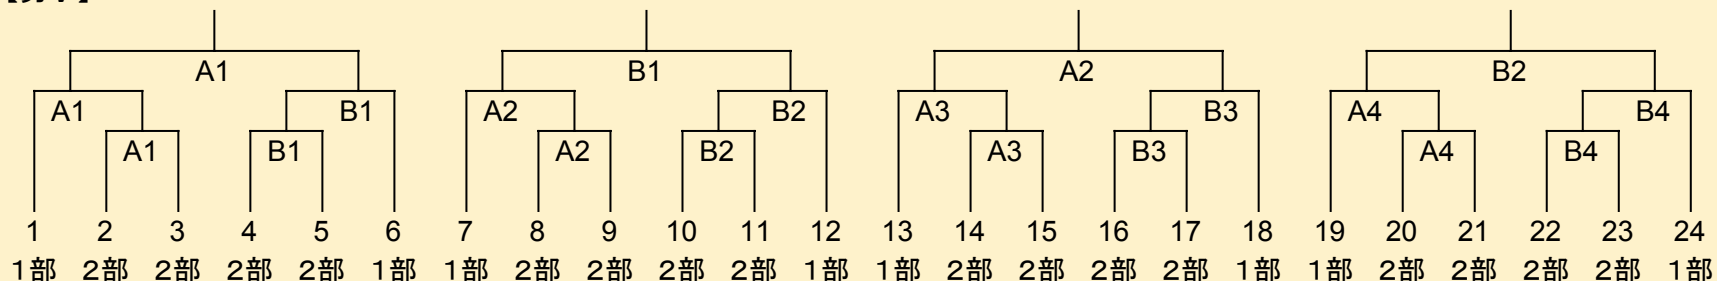 A1 B1 A2 B2
A1 B1 A2 B2 A3 B3 A4 B4
A1 B1 A2 B2 A3 B3 A4 B4
1 2 3 4 5 6 7 8 9 10 11 12 13 14 15 16 17 18 19 20 21 22 23 24
1部 2部 2部 2部 2部 1部 1部 2部 2部 2部 2部 1部 1部 2部 2部 2部 2部 1部 1部 2部 2部 2部 2部 1部